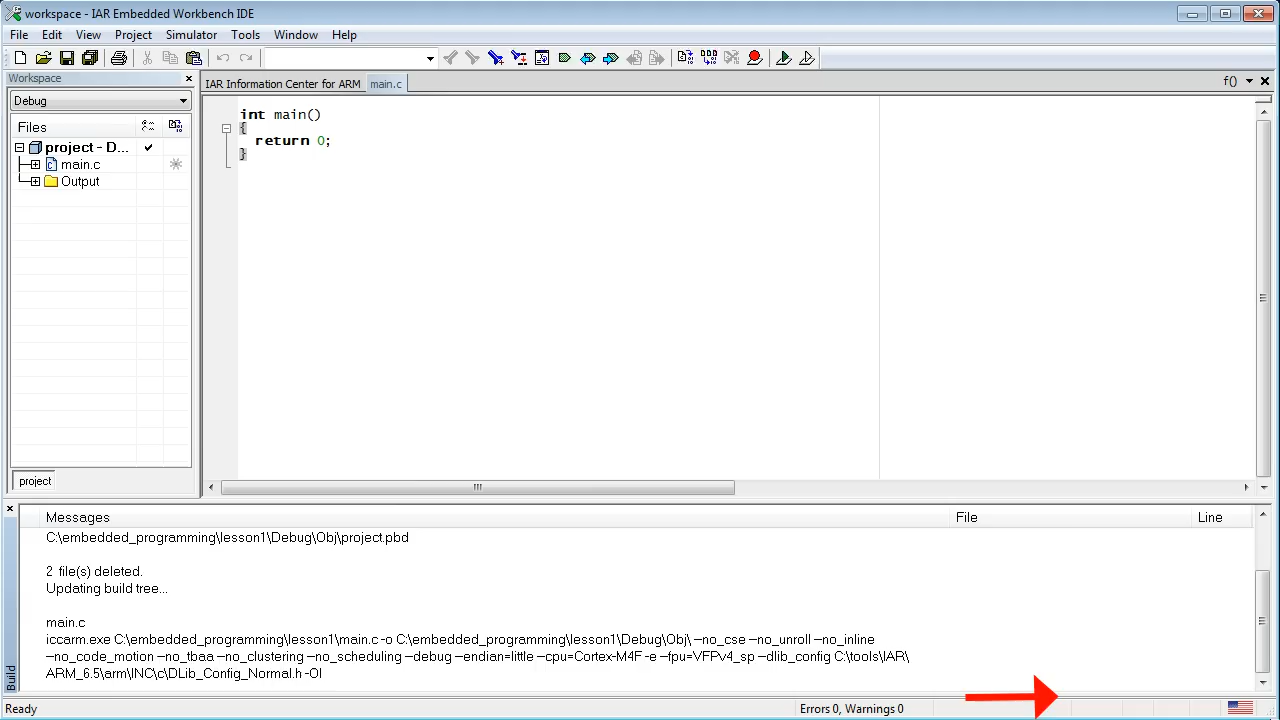 workspace - IAR Embedded Workbench IDE
File Edit View Project Simulator Tools Window Help
Workspace
IAR Information Center for ARM main.c f()
Debug
Files
project - D...
main.c
Output
project
int main()
{
return 0;
}
Messages File Line
C:\embedded_programming\lesson1\Debug\Obj\project.pbd
2 file(s) deleted.
Updating build tree...
main.c
iccarm.exe C:\embedded_programming\lesson1\main.c -o C:\embedded_programming\lesson1\Debug\Obj\ --no_cse --no_unroll --no_inline
--no_code_motion --no_tbaa --no_clustering --no_scheduling --debug --endian=little --cpu=Cortex-M4F -e --fpu=VFPv4_sp --dlib_config C:\tools\IAR\
ARM_6.5\arm\INC\c\DLib_Config_Normal.h -Ol
Build
Ready Errors 0, Warnings 0